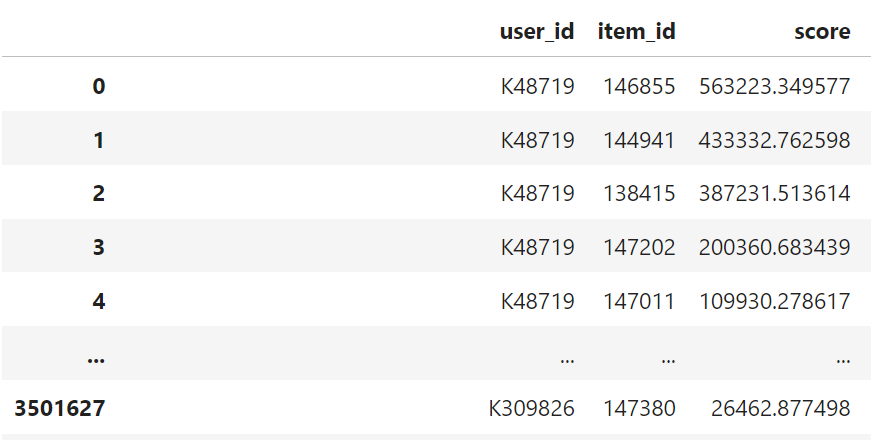 user_id item_id score
0 K48719 146855 563223.349577
1 K48719 144941 433332.762598
2 K48719 138415 387231.513614
3 K48719 147202 200360.683439
4 K48719 147011 109930.278617
... ... ... ...
3501627 K309826 147380 26462.877498